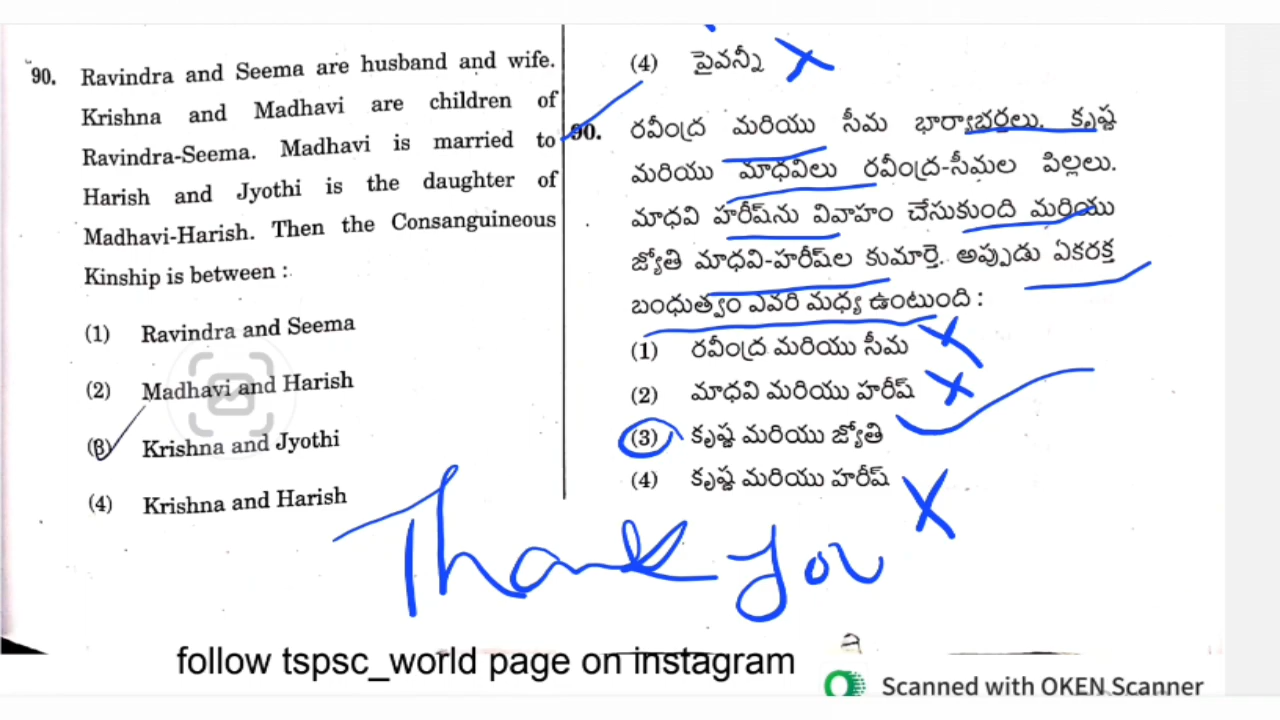 90. Ravindra and Seema are husband and wife.
Krishna and Madhavi are children of
Ravindra-Seema. Madhavi is married to
Harish and Jyothi is the daughter of
Madhavi-Harish. Then the Consanguineous
Kinship is between :
(1) Ravindra and Seema
(2) Madhavi and Harish
(3) Krishna and Jyothi
(4) Krishna and Harish
(4) పైవన్నీ
90. రవీంద్ర మరియు సీమ భార్యాభర్తలు. కృష్ణ
మరియు మాధవిలు రవీంద్ర-సీమల పిల్లలు.
మాధవి హరీష్‌ను వివాహం చేసుకుంది మరియు
జ్యోతి మాధవి-హరీష్‌ల కుమార్తె. అప్పుడు ఏకరక్త
బంధుత్వం ఎవరి మధ్య ఉంటుంది :
(1) రవీంద్ర మరియు సీమ
(2) మాధవి మరియు హరీష్
(3) కృష్ణ మరియు జ్యోతి
(4) కృష్ణ మరియు హరీష్
Thank You
follow tspsc_world page on instagram
Scanned with OKEN Scanner